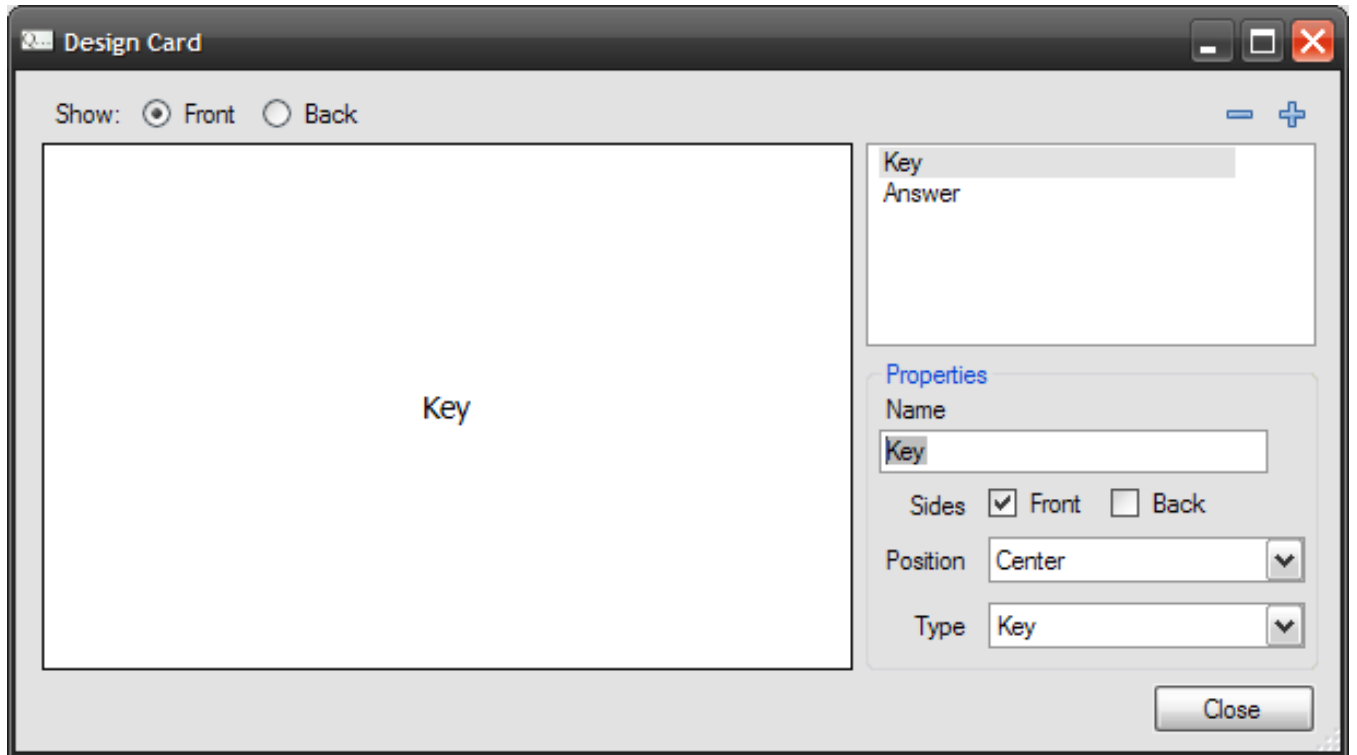 Design Card
Show: Front Back
Key
Answer
Key
Properties
Name
Key
Sides Front Back
Position Center
Type Key
Close